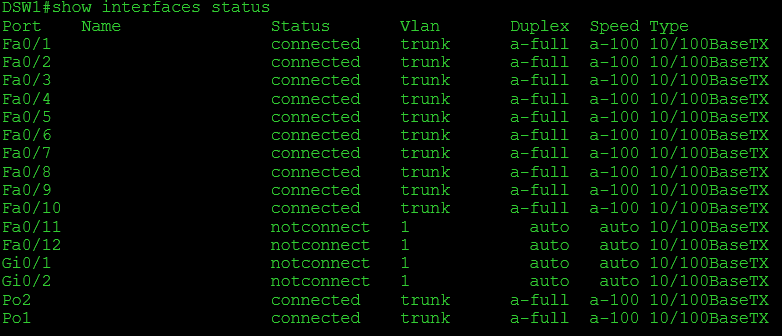 DSW1#show interfaces status
Port    Name               Status       Vlan       Duplex  Speed Type
Fa0/1                      connected    trunk      a-full  a-100 10/100BaseTX
Fa0/2                      connected    trunk      a-full  a-100 10/100BaseTX
Fa0/3                      connected    trunk      a-full  a-100 10/100BaseTX
Fa0/4                      connected    trunk      a-full  a-100 10/100BaseTX
Fa0/5                      connected    trunk      a-full  a-100 10/100BaseTX
Fa0/6                      connected    trunk      a-full  a-100 10/100BaseTX
Fa0/7                      connected    trunk      a-full  a-100 10/100BaseTX
Fa0/8                      connected    trunk      a-full  a-100 10/100BaseTX
Fa0/9                      connected    trunk      a-full  a-100 10/100BaseTX
Fa0/10                     connected    trunk      a-full  a-100 10/100BaseTX
Fa0/11                     notconnect   1            auto   auto 10/100BaseTX
Fa0/12                     notconnect   1            auto   auto 10/100BaseTX
Gi0/1                      notconnect   1            auto   auto 10/100BaseTX
Gi0/2                      notconnect   1            auto   auto 10/100BaseTX
Po2                        connected    trunk      a-full  a-100 10/100BaseTX
Po1                        connected    trunk      a-full  a-100 10/100BaseTX